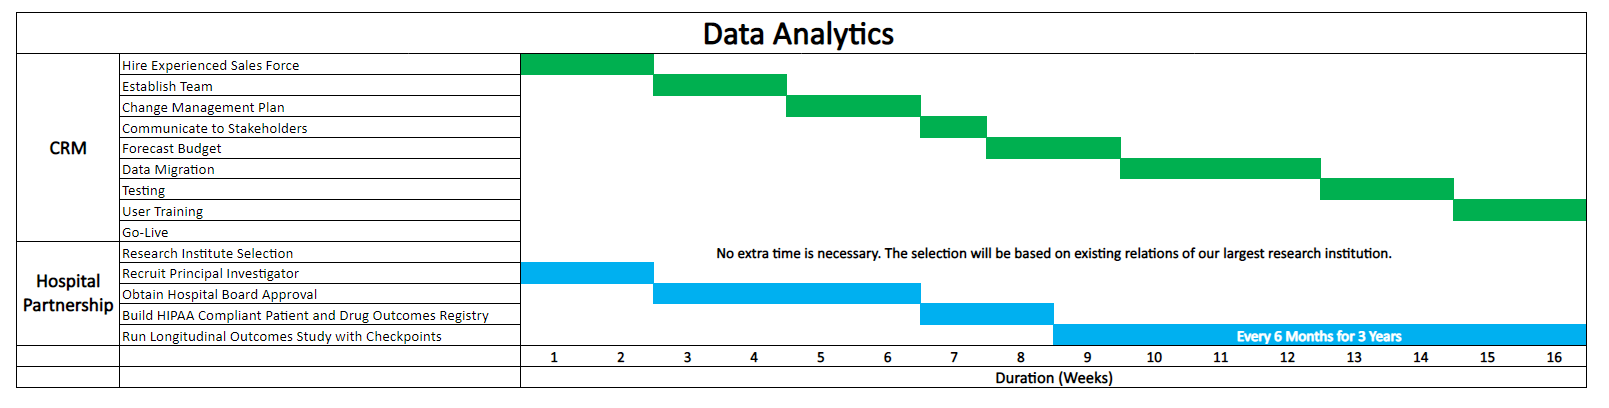 Data Analytics
CRM
Hire Experienced Sales Force
Establish Team
Change Management Plan
Communicate to Stakeholders
Forecast Budget
Data Migration
Testing
User Training
Go-Live
Hospital
Partnership
Research Institute Selection
No extra time is necessary. The selection will be based on existing relations of our largest research institution.
Recruit Principal Investigator
Obtain Hospital Board Approval
Build HIPAA Compliant Patient and Drug Outcomes Registry
Run Longitudinal Outcomes Study with Checkpoints
Every 6 Months for 3 Years
1 2 3 4 5 6 7 8 9 10 11 12 13 14 15 16
Duration (Weeks)